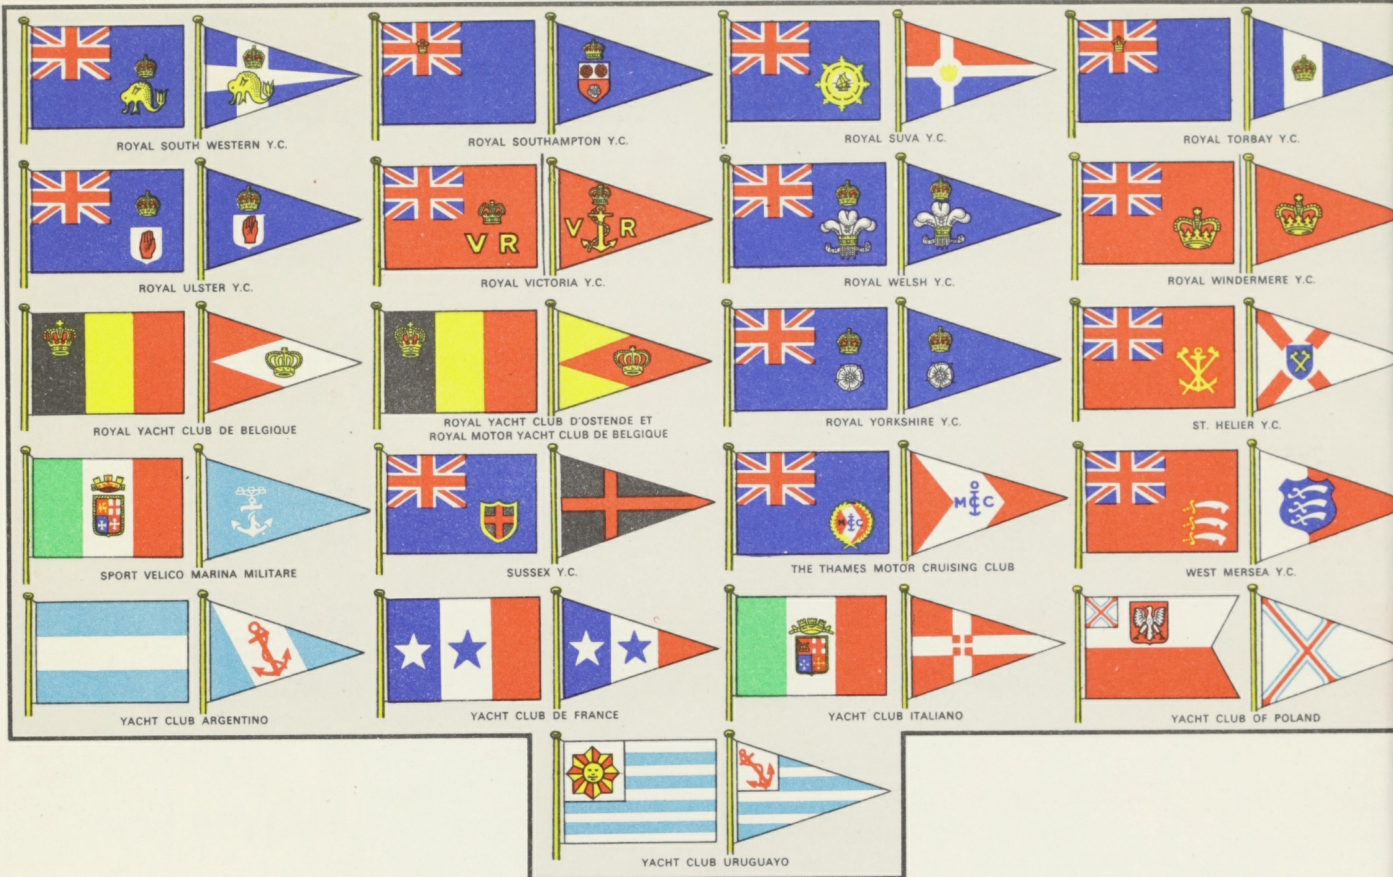 ROYAL SOUTH WESTERN Y.C.
ROYAL SOUTHAMPTON Y.C.
ROYAL SUVA Y.C.
ROYAL TORBAY Y.C.
V R
V R
ROYAL ULSTER Y.C.
ROYAL VICTORIA Y.C.
ROYAL WELSH Y.C.
ROYAL WINDERMERE Y.C.
ROYAL YACHT CLUB DE BELGIQUE
ROYAL YACHT CLUB D'OSTENDE ET
ROYAL MOTOR YACHT CLUB DE BELGIQUE
ROYAL YORKSHIRE Y.C.
ST. HELIER Y.C.
M C C
M C C
SPORT VELICO MARINA MILITARE
SUSSEX Y.C.
THE THAMES MOTOR CRUISING CLUB
WEST MERSEA Y.C.
YACHT CLUB ARGENTINO
YACHT CLUB DE FRANCE
YACHT CLUB ITALIANO
YACHT CLUB OF POLAND
YACHT CLUB URUGUAYO